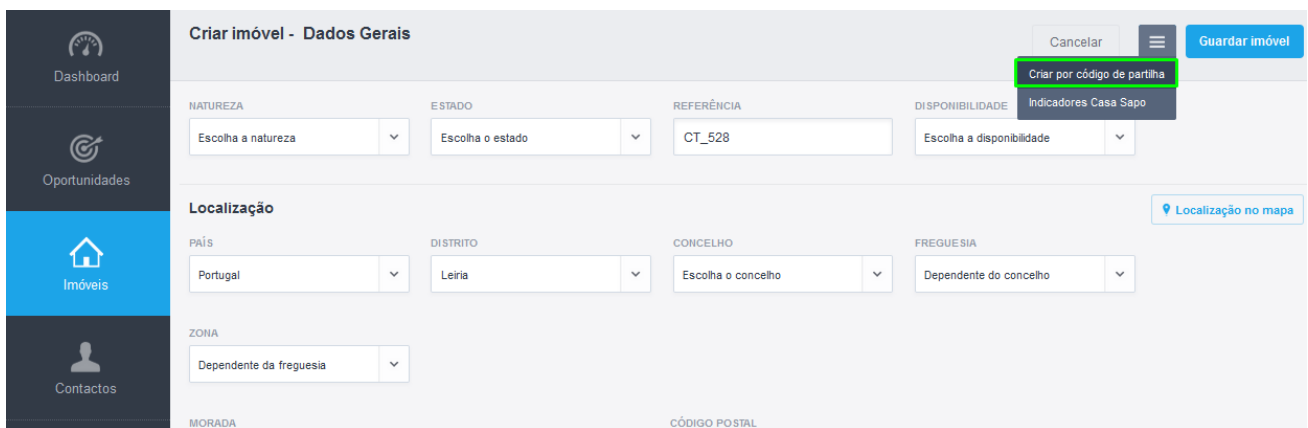 Dashboard
Oportunidades
Imóveis
Contactos
Criar imóvel - Dados Gerais
Cancelar
Guardar imóvel
Criar por código de partilha
Indicadores Casa Sapo
NATUREZA
ESTADO
REFERÊNCIA
DISPONIBILIDADE
Escolha a natureza
Escolha o estado
CT_528
Escolha a disponibilidade
Localização
Localização no mapa
PAÍS
DISTRITO
CONCELHO
FREGUESIA
Portugal
Leiria
Escolha o concelho
Dependente do concelho
ZONA
Dependente da freguesia
MORADA
CÓDIGO POSTAL